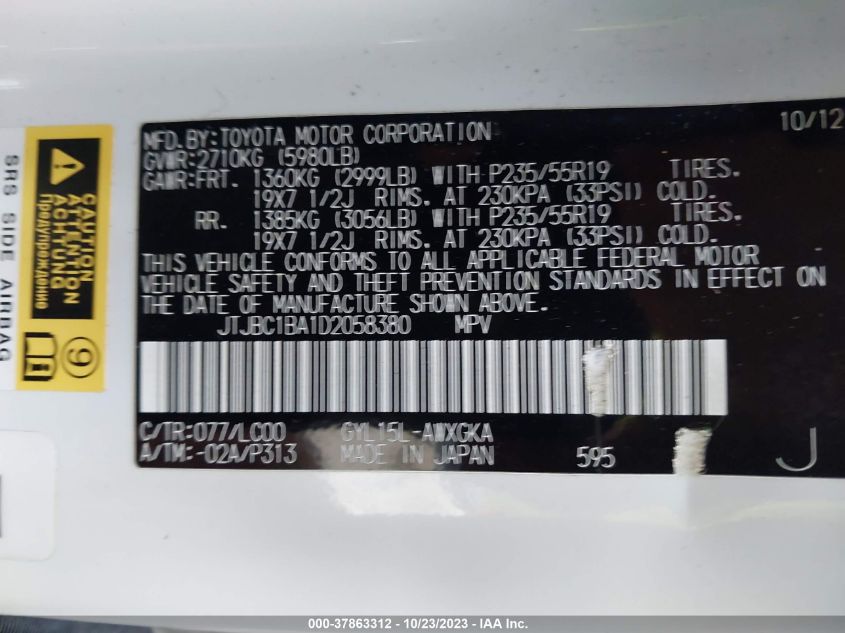 10/12
MFD.BY:TOYOTA MOTOR CORPORATION
GVWR:2710KG (5980LB)
GAWR:FRT. 1360KG (2999LB) WITH P235/55R19 TIRES.
19X7 1/2J RIMS. AT 230KPA (33PSI) COLD.
RR. 1385KG (3056LB) WITH P235/55R19 TIRES.
19X7 1/2J RIMS. AT 230KPA (33PSI) COLD.
THIS VEHICLE CONFORMS TO ALL APPLICABLE FEDERAL MOTOR
VEHICLE SAFETY AND THEFT PREVENTION STANDARDS IN EFFECT ON
THE DATE OF MANUFACTURE SHOWN ABOVE.
JTJBC1BA1D2058380 MPV
C/TR:077/LC00 GYL15L-AWXGKA
A/TM:-02A/P313 MADE IN JAPAN 595
J
CAUTION
ATTENTION
ACHTUNG
Предупреждение
9
SRS SIDE AIRBAG
000-37863312 - 10/23/2023 - IAA Inc.